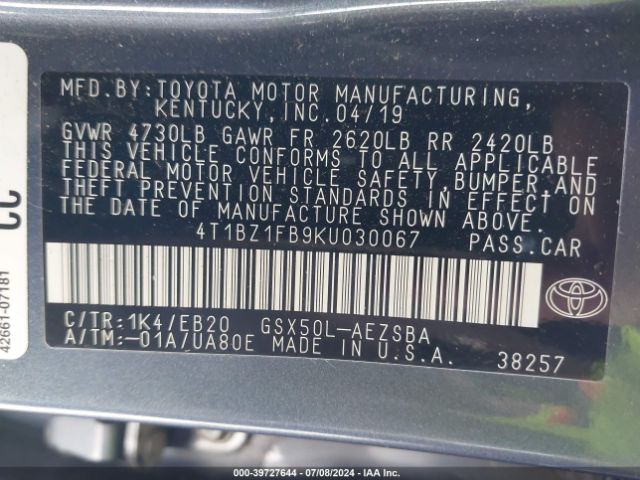 MFD.BY:TOYOTA MOTOR MANUFACTURING,
KENTUCKY,INC.04/19
GVWR 4730LB GAWR FR 2620LB RR 2420LB
THIS VEHICLE CONFORMS TO ALL APPLICABLE
FEDERAL MOTOR VEHICLE SAFETY,BUMPER,AND
THEFT PREVENTION STANDARDS IN EFFECT ON
THE DATE OF MANUFACTURE SHOWN ABOVE.
4T1BZ1FB9KU030067 PASS.CAR
C/TR:1K4/EB20 GSX50L-AEZSBA
A/TM:-01A/UA80E MADE IN U.S.A. 38257
42661-07181
CC
000-39727644 / 07/08/2024 - IAA Inc.